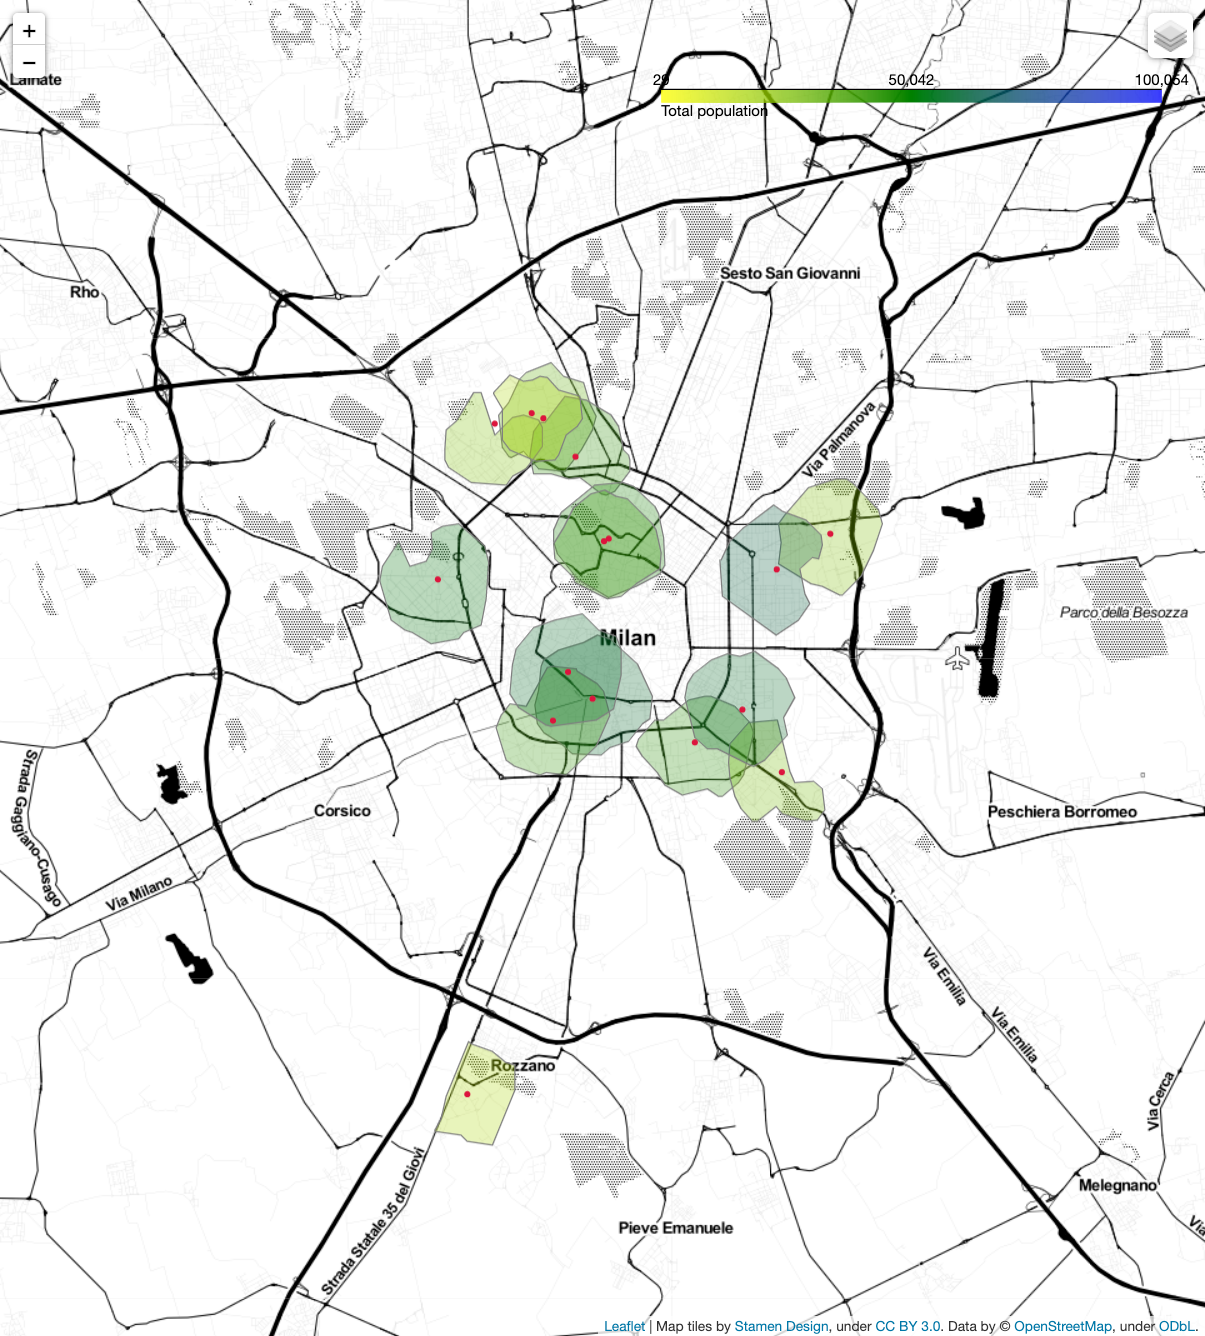 +
−
Lainate
29
50,042
100,054
Total population
Sesto San Giovanni
Rho
Via Palmanova
Parco della Besozza
Milan
Strada Gaggiano-Cusago
Corsico
Peschiera Borromeo
Via Milano
Via Emilia
Via Emilia
Rozzano
Via Cerca
Strada Statale 35 dei Giovi
Melegnano
Pieve Emanuele
Via
Leaflet | Map tiles by Stamen Design, under CC BY 3.0. Data by © OpenStreetMap, under ODbL.